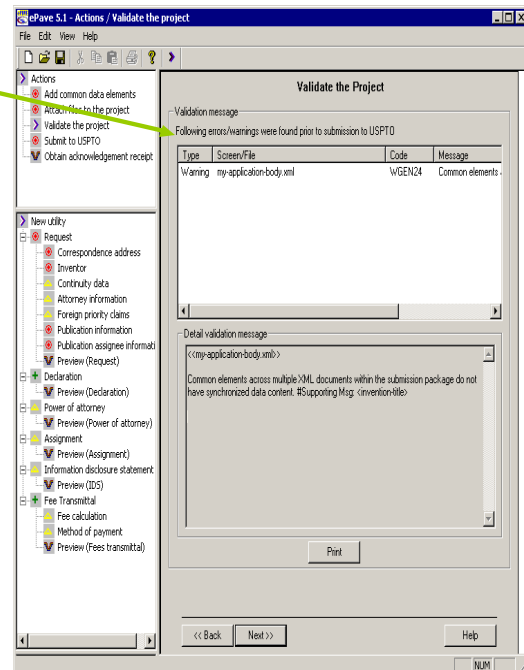 ePave 5.1 - Actions / Validate the project
File Edit View Help
Actions
Add common data elements
Attach files to the project
Validate the project
Submit to USPTO
Obtain acknowledgement receipt
New utility
Request
Correspondence address
Inventor
Continuity data
Attorney information
Foreign priority claims
Publication information
Publication assignee informati
Preview (Request)
Declaration
Preview (Declaration)
Power of attorney
Preview (Power of attorney)
Assignment
Preview (Assignment)
Information disclosure statement
Preview (IDS)
Fee Transmittal
Fee calculation
Method of payment
Preview (Fees transmittal)
Validate the Project
Validation message
Following errors/warnings were found prior to submission to USPTO
Type Screen/File Code Message
Warning my-application-body.xml WGEN24 Common elements
Detail validation message
<<my-application-body.xml>>
Common elements across multiple XML documents within the submission package do not
have synchronized data content. #Supporting Msg: <invention-title>
Print
<< Back Next >> Help
NUM